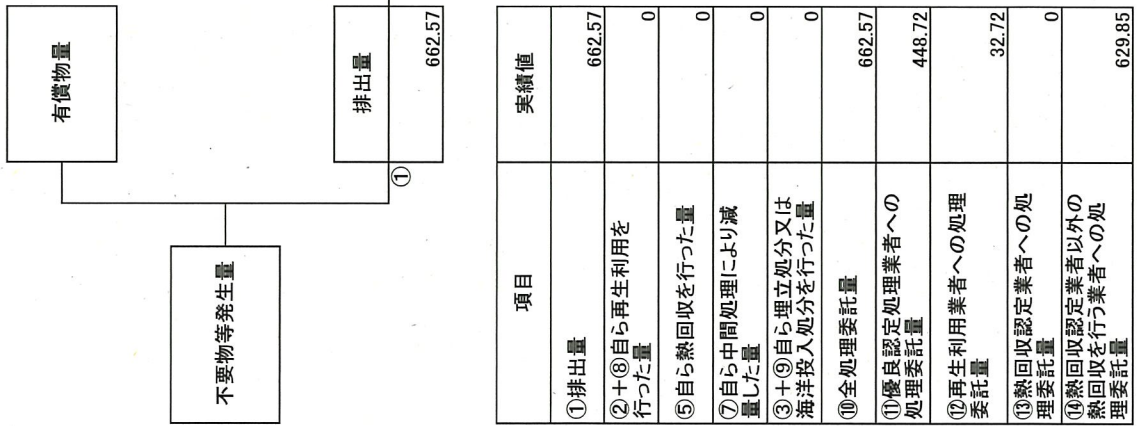 不要物等発生量
有償物量
排出量
662.57
①
項目
実績値
①排出量
662.57
②+⑧自ら再生利用を
行った量
0
⑤自ら熱回収を行った量
0
⑦自ら中間処理により減
量した量
0
③+⑨自ら埋立処分又は
海洋投入処分を行った量
0
⑩全処理委託量
662.57
⑪優良認定処理業者への
処理委託量
448.72
⑫再生利用業者への処理
委託量
32.72
⑬熱回収認定業者への処
理委託量
0
⑭熱回収認定業者以外の
熱回収を行う業者への処
理委託量
629.85